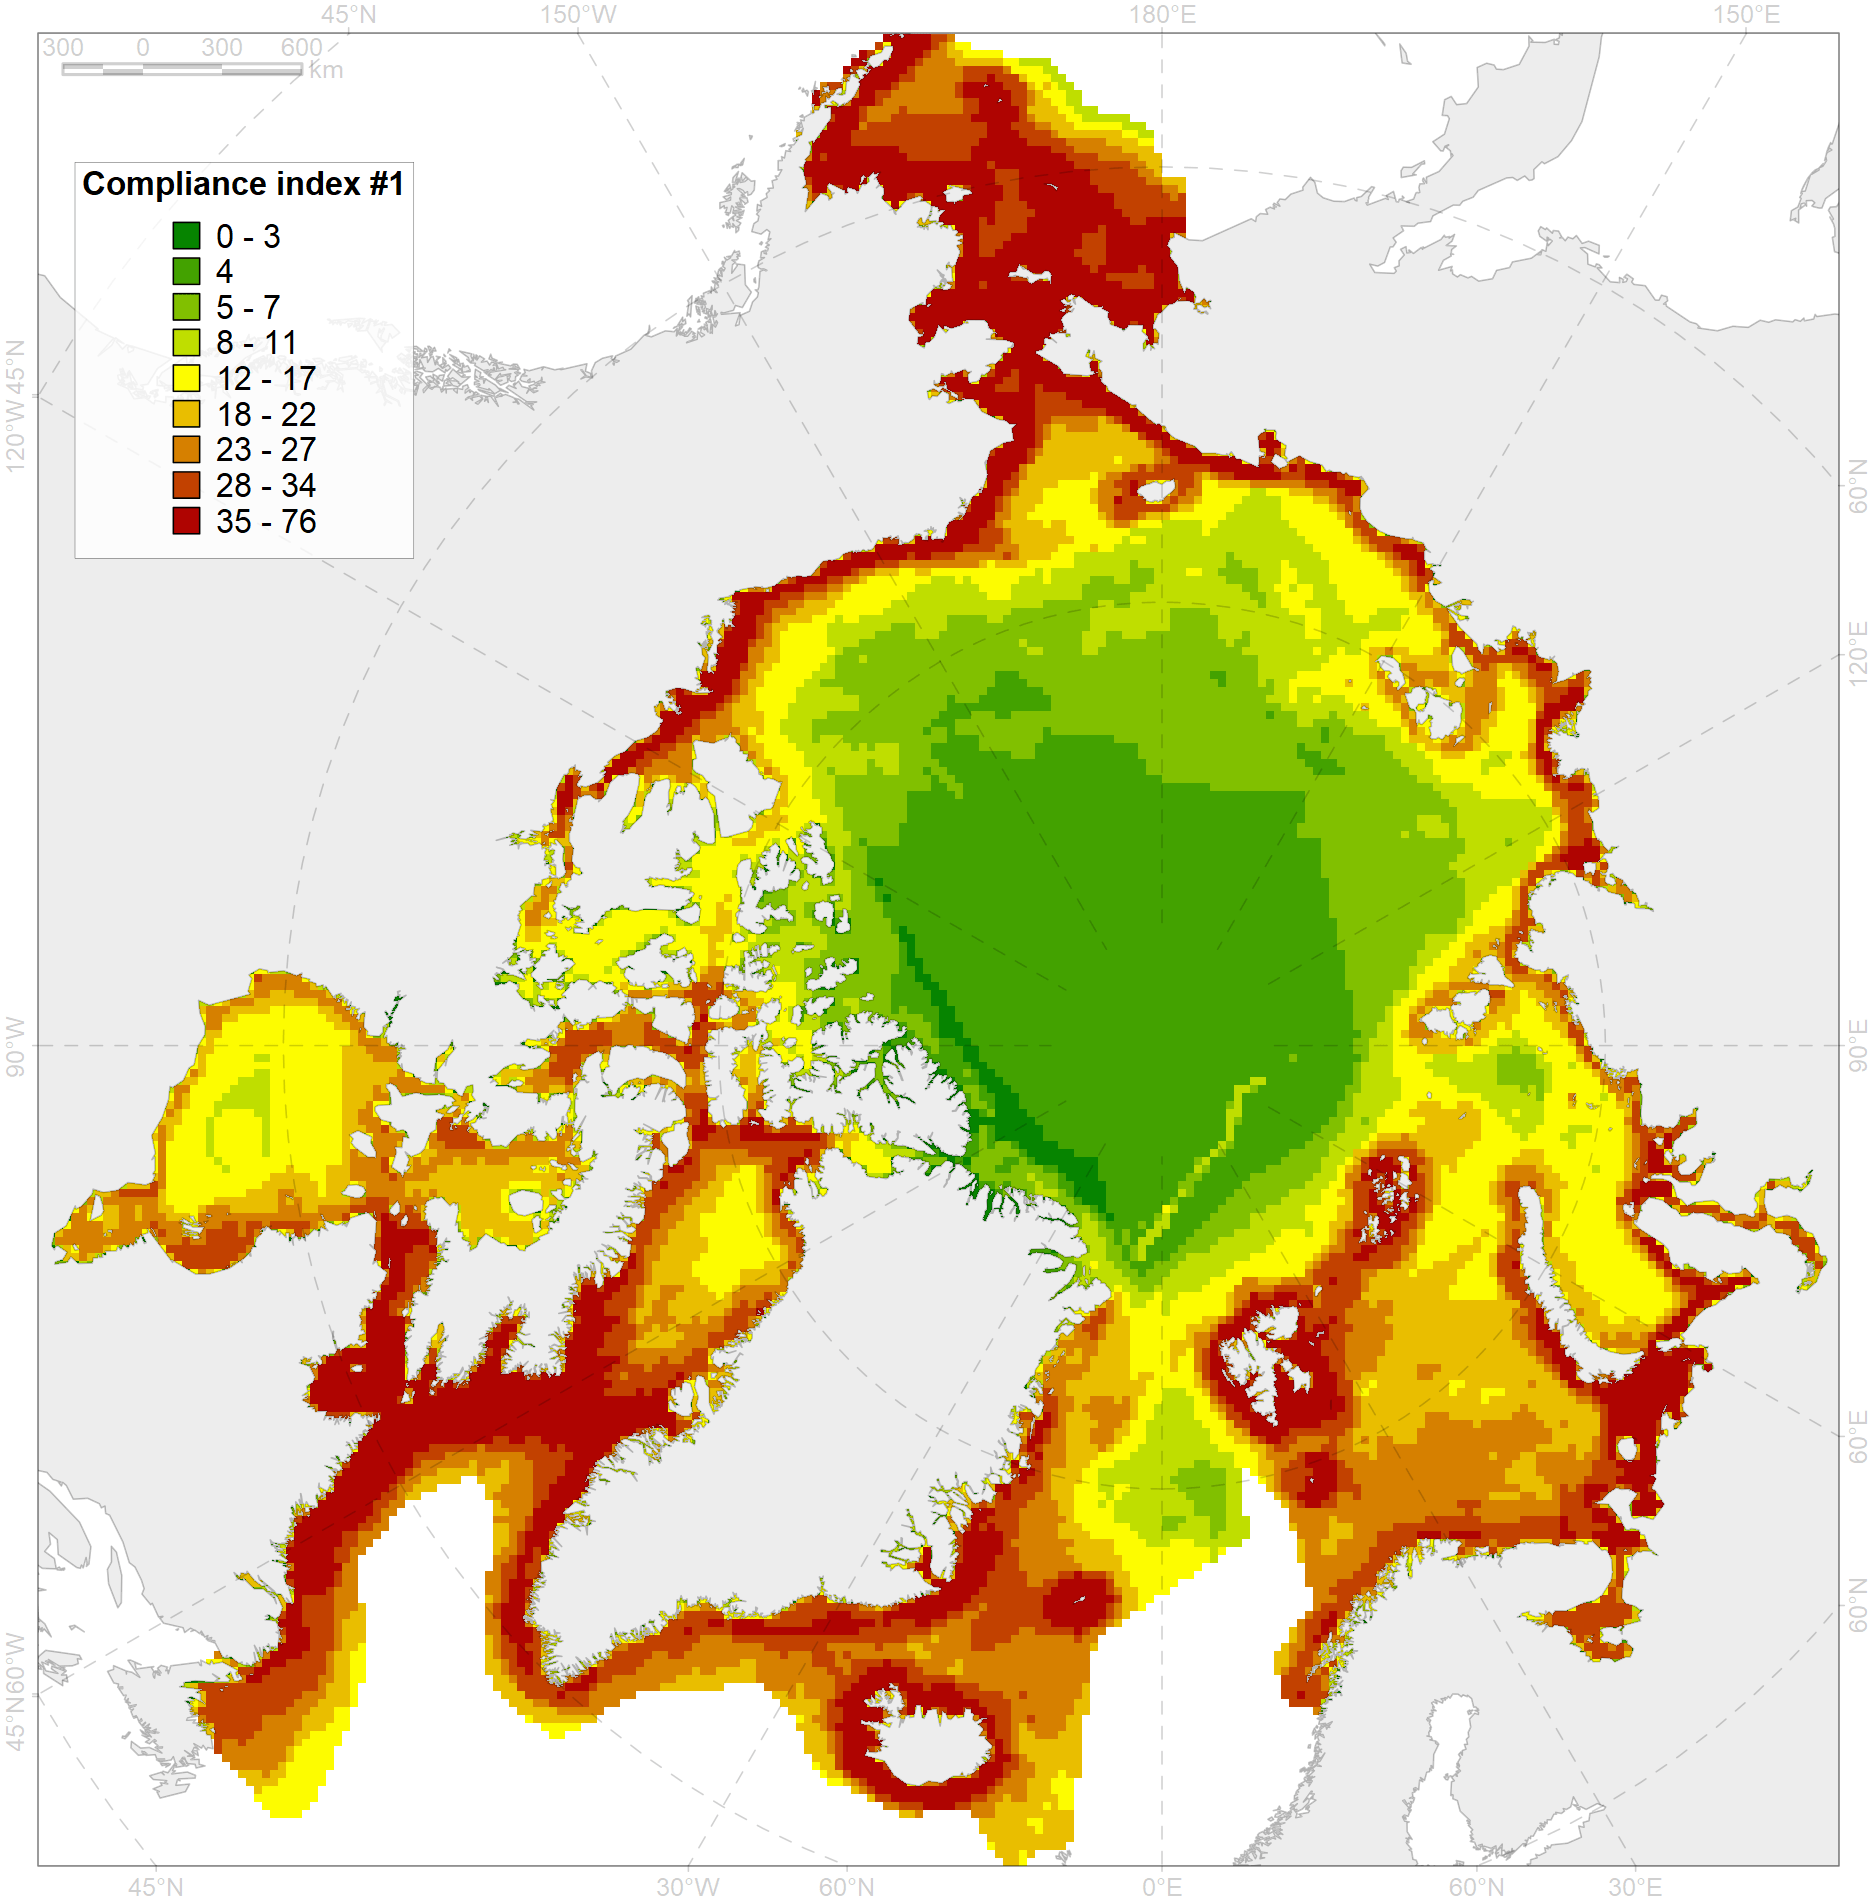 45°N 150°W 180°E 150°E
300 0 300 600
km
Compliance index #1
0 - 3
4
5 - 7
8 - 11
12 - 17
18 - 22
23 - 27
28 - 34
35 - 76
45°N
120°W
90°W
60°W
45°N
60°N
120°E
90°E
60°E
60°N
45°N 30°W 60°N 0°E 60°N 30°E